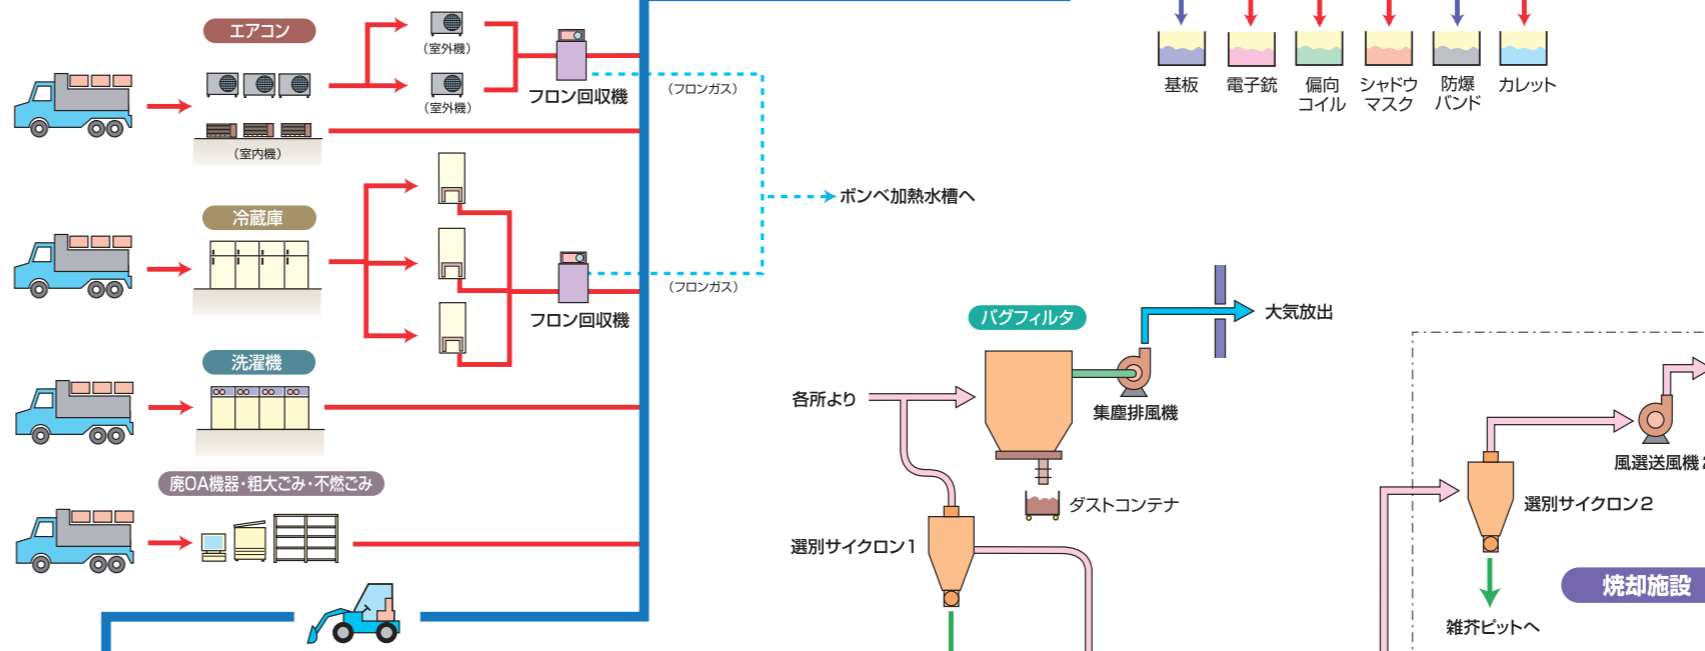 エアコン
(室外機)
(室外機)
フロン回収機
(フロンガス)
(室内機)
ボンベ加熱水槽へ
冷蔵庫
フロン回収機
(フロンガス)
洗濯機
廃OA機器・粗大ごみ・不燃ごみ
基板
電子銃
偏向
コイル
シャドウ
マスク
防爆
バンド
カレット
バグフィルタ
大気放出
各所より
集塵排風機
ダストコンテナ
選別サイクロン1
風選送風機2
選別サイクロン2
焼却施設
雑芥ピットへ